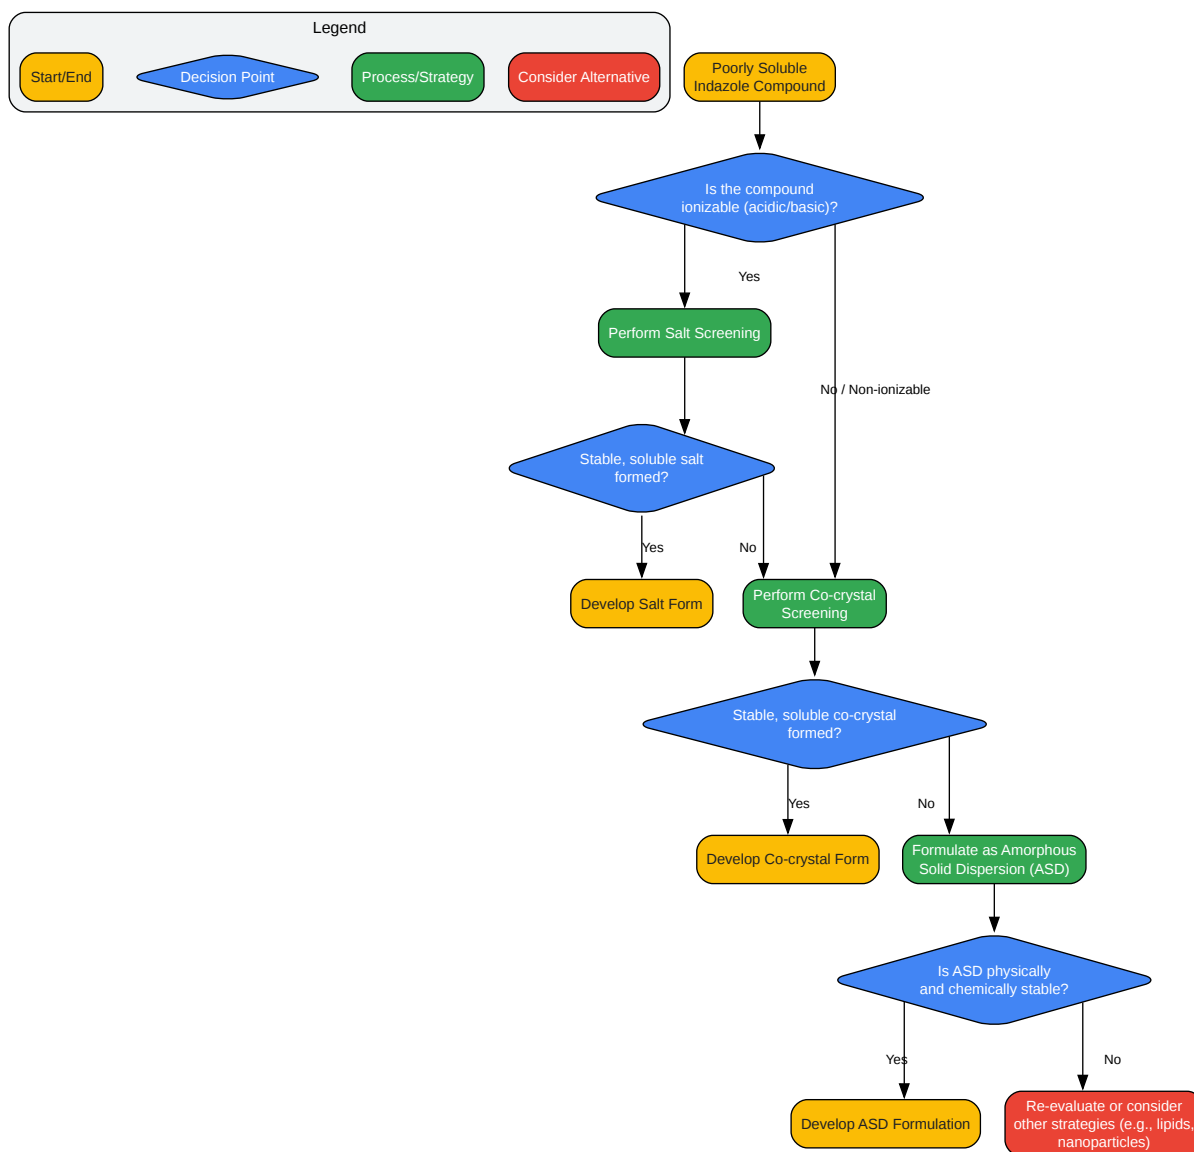 Legend
Start/End
Decision Point
Process/Strategy
Consider Alternative
Poorly Soluble
Indazole Compound
Is the compound
ionizable (acidic/basic)?
Yes
Perform Salt Screening
No / Non-ionizable
Stable, soluble salt
formed?
Yes
No
Develop Salt Form
Perform Co-crystal
Screening
Stable, soluble co-crystal
formed?
Yes
No
Develop Co-crystal Form
Formulate as Amorphous
Solid Dispersion (ASD)
Is ASD physically
and chemically stable?
Yes
No
Develop ASD Formulation
Re-evaluate or consider
other strategies (e.g., lipids,
nanoparticles)